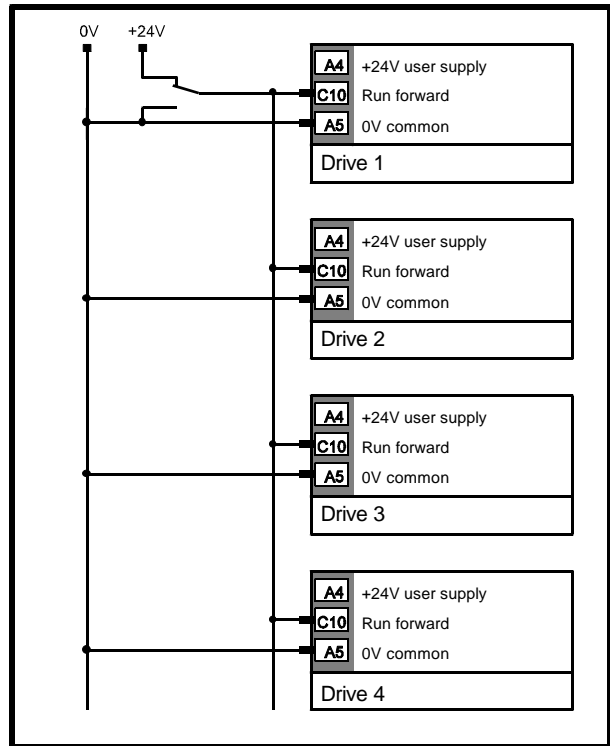 0V +24V
A4 +24V user supply
C10 Run forward
A5 0V common
Drive 1
A4 +24V user supply
C10 Run forward
A5 0V common
Drive 2
A4 +24V user supply
C10 Run forward
A5 0V common
Drive 3
A4 +24V user supply
C10 Run forward
A5 0V common
Drive 4